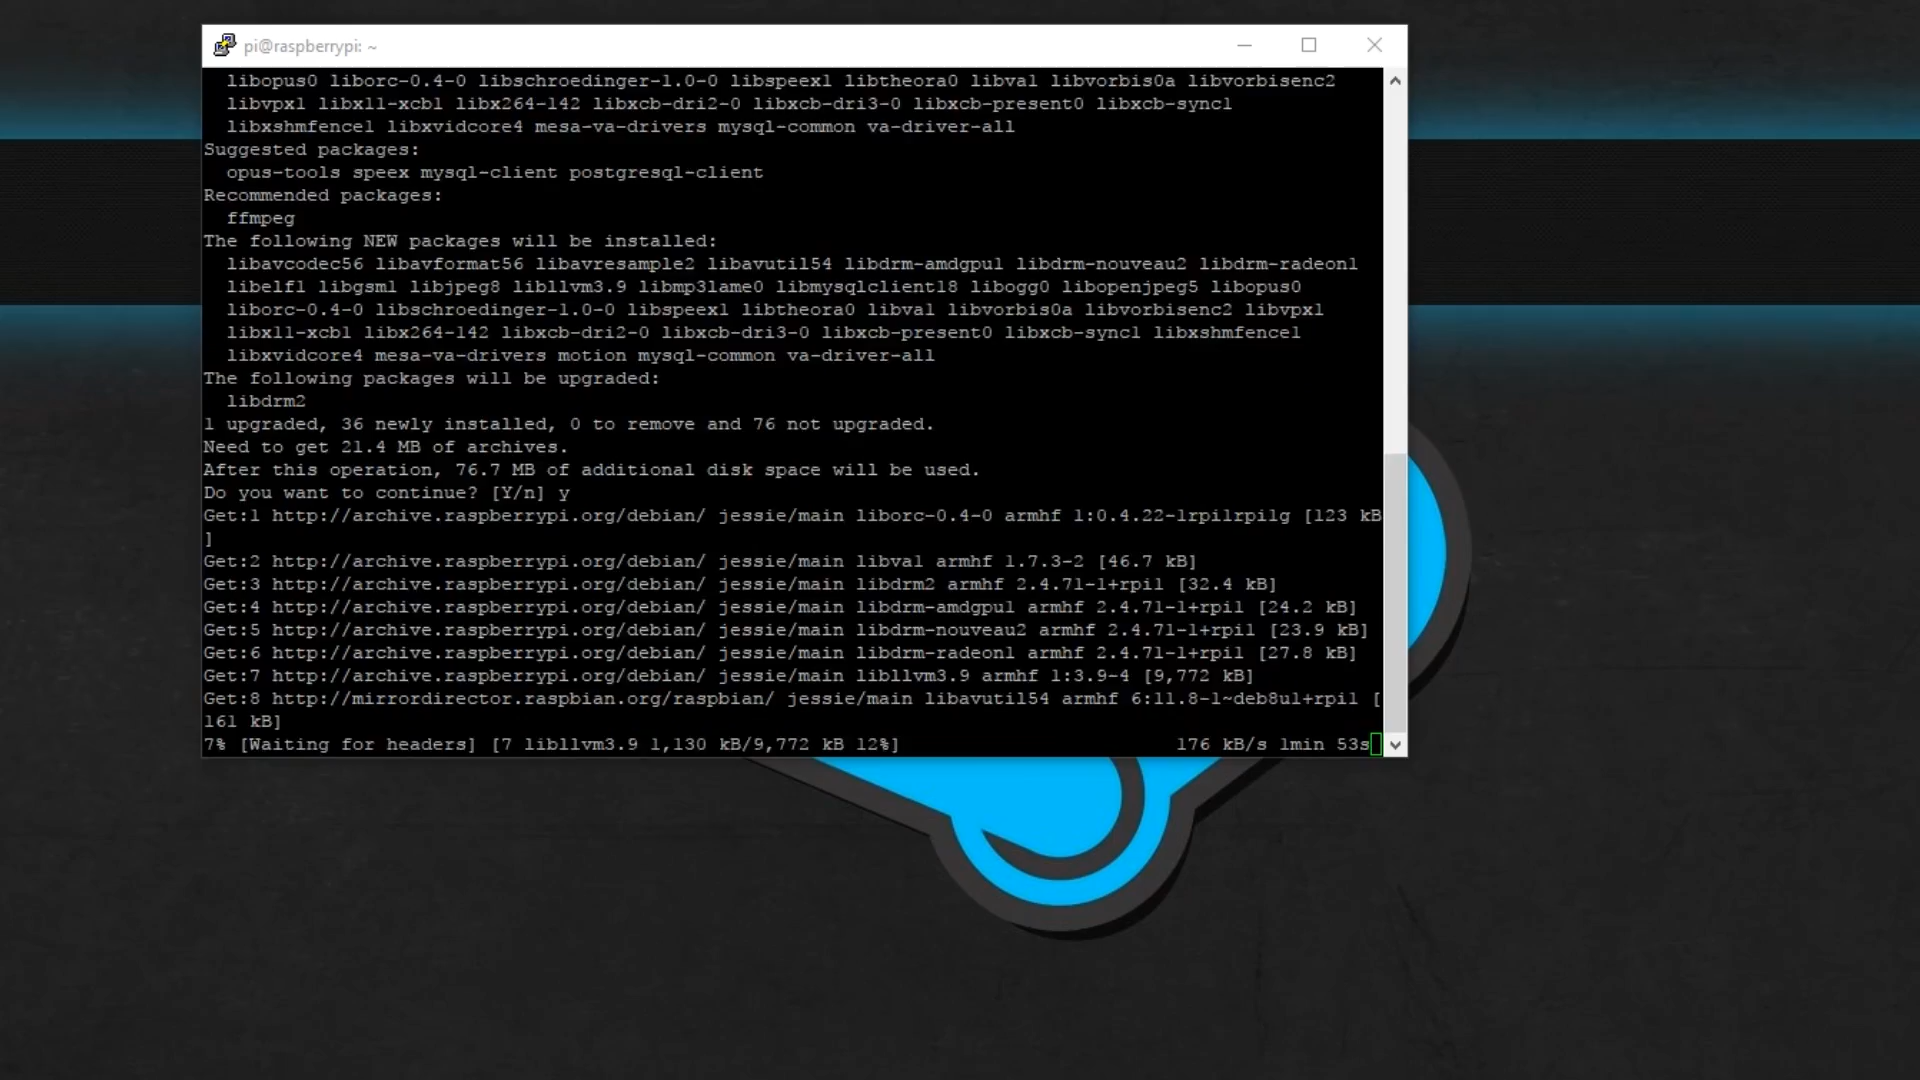 pi@raspberrypi: ~
libopus0 liborc-0.4-0 libschroedinger-1.0-0 libspeex1 libtheora0 libva1 libvorbis0a libvorbisenc2
libvpx1 libx11-xcb1 libx264-142 libxcb-dri2-0 libxcb-dri3-0 libxcb-present0 libxcb-sync1
libxshmfence1 libxvidcore4 mesa-va-drivers mysql-common va-driver-all
Suggested packages:
opus-tools speex mysql-client postgresql-client
Recommended packages:
ffmpeg
The following NEW packages will be installed:
libavcodec56 libavformat56 libavresample2 libavutil54 libdrm-amdgpu1 libdrm-nouveau2 libdrm-radeon1
libelf1 libgsm1 libjpeg8 libllvm3.9 libmp3lame0 libmysqlclient18 libogg0 libopenjpeg5 libopus0
liborc-0.4-0 libschroedinger-1.0-0 libspeex1 libtheora0 libva1 libvorbis0a libvorbisenc2 libvpx1
libx11-xcb1 libx264-142 libxcb-dri2-0 libxcb-dri3-0 libxcb-present0 libxcb-sync1 libxshmfence1
libxvidcore4 mesa-va-drivers motion mysql-common va-driver-all
The following packages will be upgraded:
libdrm2
1 upgraded, 36 newly installed, 0 to remove and 76 not upgraded.
Need to get 21.4 MB of archives.
After this operation, 76.7 MB of additional disk space will be used.
Do you want to continue? [Y/n] y
Get:1 http://archive.raspberrypi.org/debian/ jessie/main liborc-0.4-0 armhf 1:0.4.22-1rpi1rpi1g [123 kB
]
Get:2 http://archive.raspberrypi.org/debian/ jessie/main libva1 armhf 1.7.3-2 [46.7 kB]
Get:3 http://archive.raspberrypi.org/debian/ jessie/main libdrm2 armhf 2.4.71-1+rpi1 [32.4 kB]
Get:4 http://archive.raspberrypi.org/debian/ jessie/main libdrm-amdgpu1 armhf 2.4.71-1+rpi1 [24.2 kB]
Get:5 http://archive.raspberrypi.org/debian/ jessie/main libdrm-nouveau2 armhf 2.4.71-1+rpi1 [23.9 kB]
Get:6 http://archive.raspberrypi.org/debian/ jessie/main libdrm-radeon1 armhf 2.4.71-1+rpi1 [27.8 kB]
Get:7 http://archive.raspberrypi.org/debian/ jessie/main libllvm3.9 armhf 1:3.9-4 [9,772 kB]
Get:8 http://mirrordirector.raspbian.org/raspbian/ jessie/main libavutil54 armhf 6:11.8-1~deb8u1+rpi1 [
161 kB]
7% [Waiting for headers] [7 libllvm3.9 1,130 kB/9,772 kB 12%] 176 kB/s 1min 53s